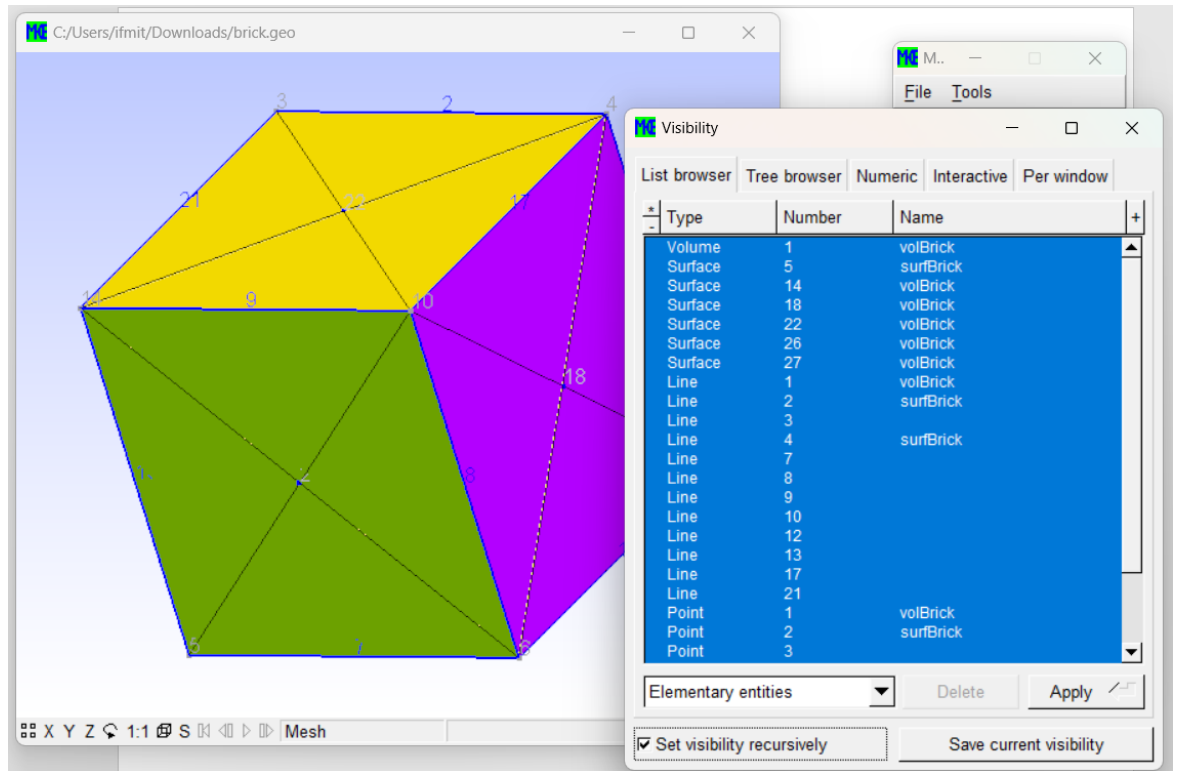 MKE C:/Users/ifmit/Downloads/brick.geo
MKE M..
File Tools
MKE Visibility
List browser Tree browser Numeric Interactive Per window
* - Type Number Name +
Volume 1 volBrick
Surface 5 surfBrick
Surface 14 volBrick
Surface 18 volBrick
Surface 22 volBrick
Surface 26 volBrick
Surface 27 volBrick
Line 1 volBrick
Line 2 surfBrick
Line 3
Line 4 surfBrick
Line 7
Line 8
Line 9
Line 10
Line 12
Line 13
Line 17
Line 21
Point 1 volBrick
Point 2 surfBrick
Point 3
Elementary entities Delete Apply
Set visibility recursively Save current visibility
3 2 4
21 22 17
9 10
18
8
6
X Y Z 1:1 S Mesh